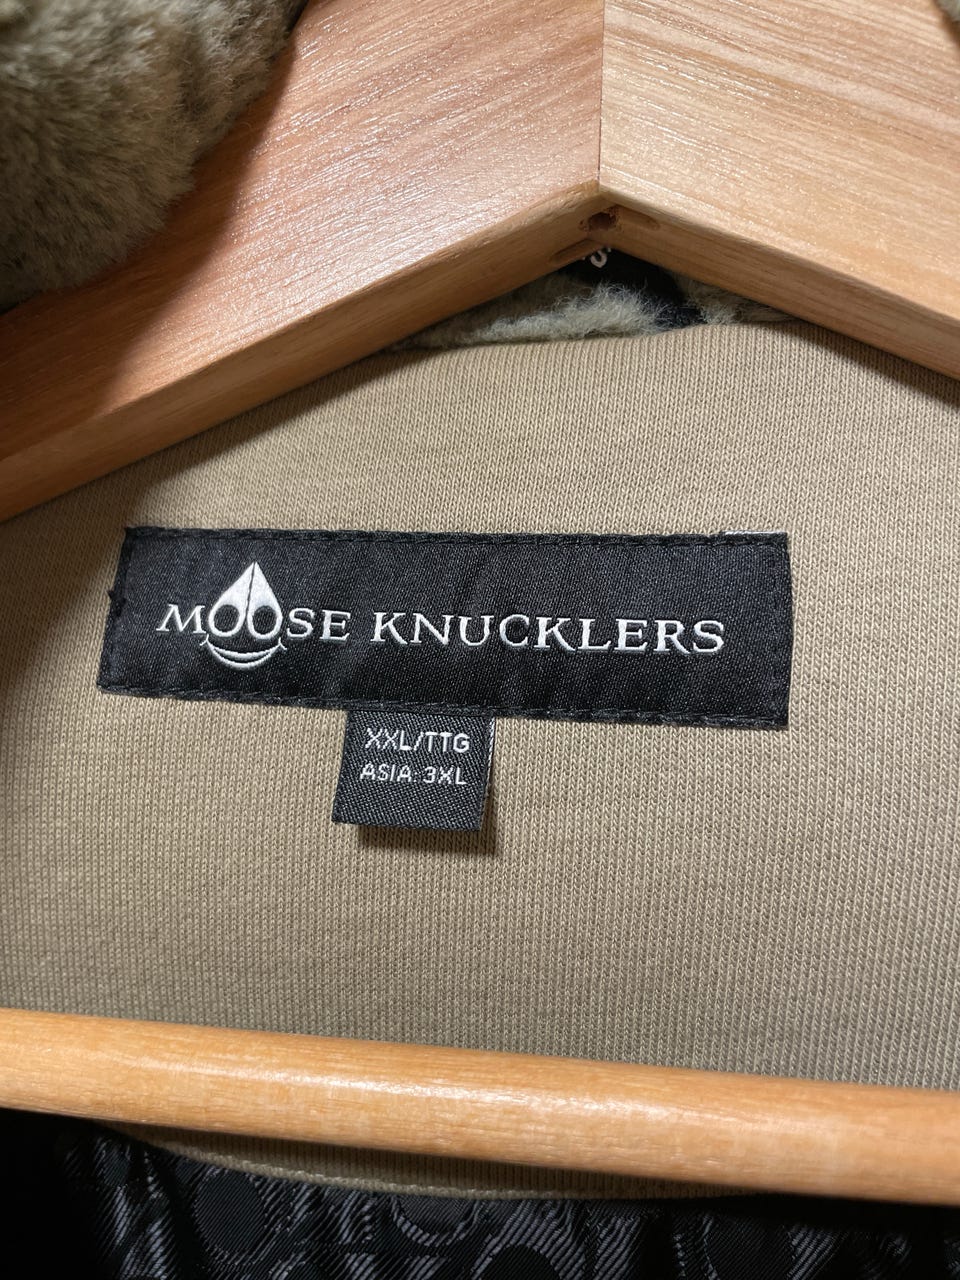 MOOSE KNUCKLERS
XXL/TTG
ASIA 3XL